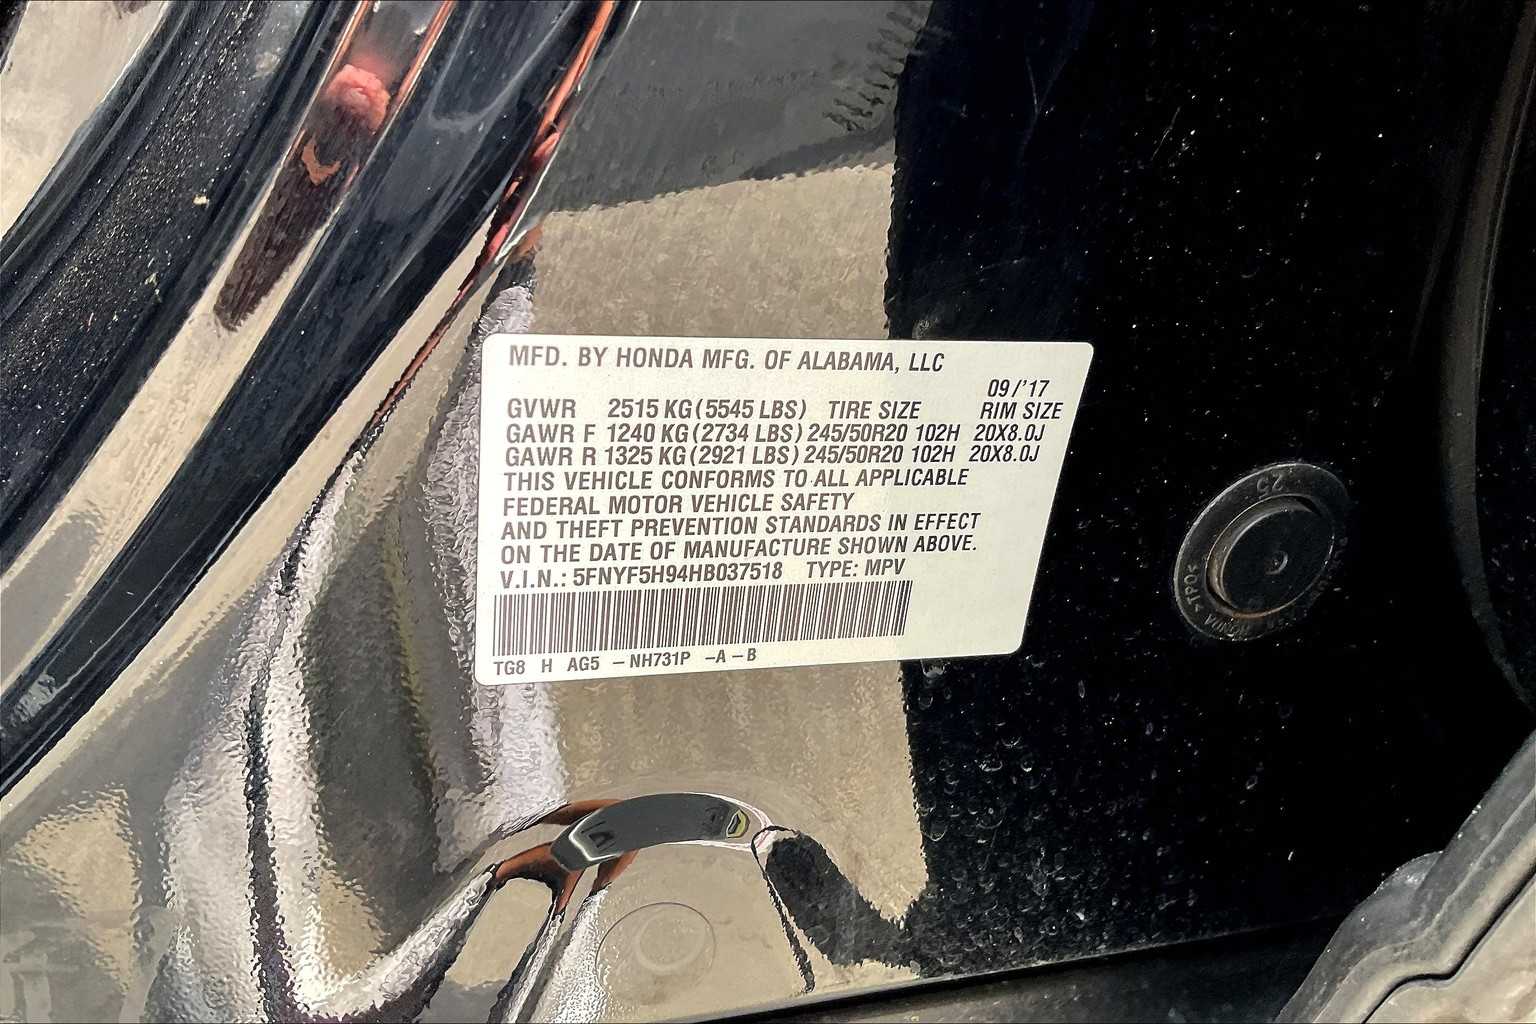 MFD. BY HONDA MFG. OF ALABAMA, LLC
09/'17
GVWR 2515 KG (5545 LBS) TIRE SIZE RIM SIZE
GAWR F 1240 KG (2734 LBS) 245/50R20 102H 20X8.0J
GAWR R 1325 KG (2921 LBS) 245/50R20 102H 20X8.0J
THIS VEHICLE CONFORMS TO ALL APPLICABLE
FEDERAL MOTOR VEHICLE SAFETY
AND THEFT PREVENTION STANDARDS IN EFFECT
ON THE DATE OF MANUFACTURE SHOWN ABOVE.
V.I.N.: 5FNYF5H94HB037518 TYPE: MPV
TG8 H AG5 –NH731P –A –B
25
>TPO<
HONDA